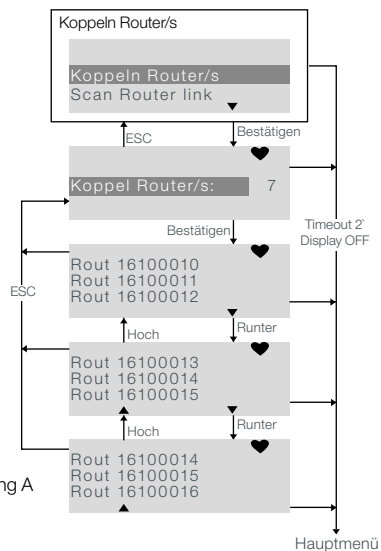 Koppeln Router/s
Koppeln Router/s
Scan Router link
ESC
Bestätigen
Koppel Router/s: 7
Timeout 2`
Display OFF
Bestätigen
ESC
Rout 16100010
Rout 16100011
Rout 16100012
Hoch
Runter
Rout 16100013
Rout 16100014
Rout 16100015
Hoch
Runter
Rout 16100014
Rout 16100015
Rout 16100016
ng A
Hauptmenü